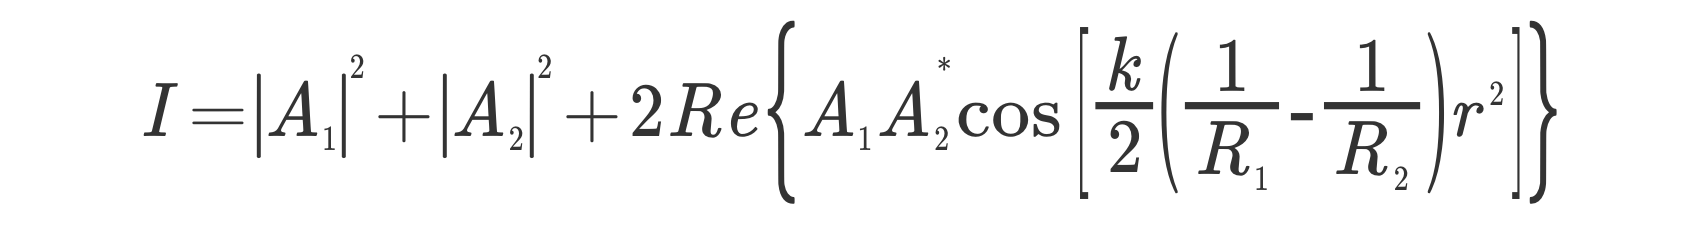 I = |A₁|² + |A₂|² + 2Re{A₁A₂* cos[k/2 (1/R₁ - 1/R₂) r²]}